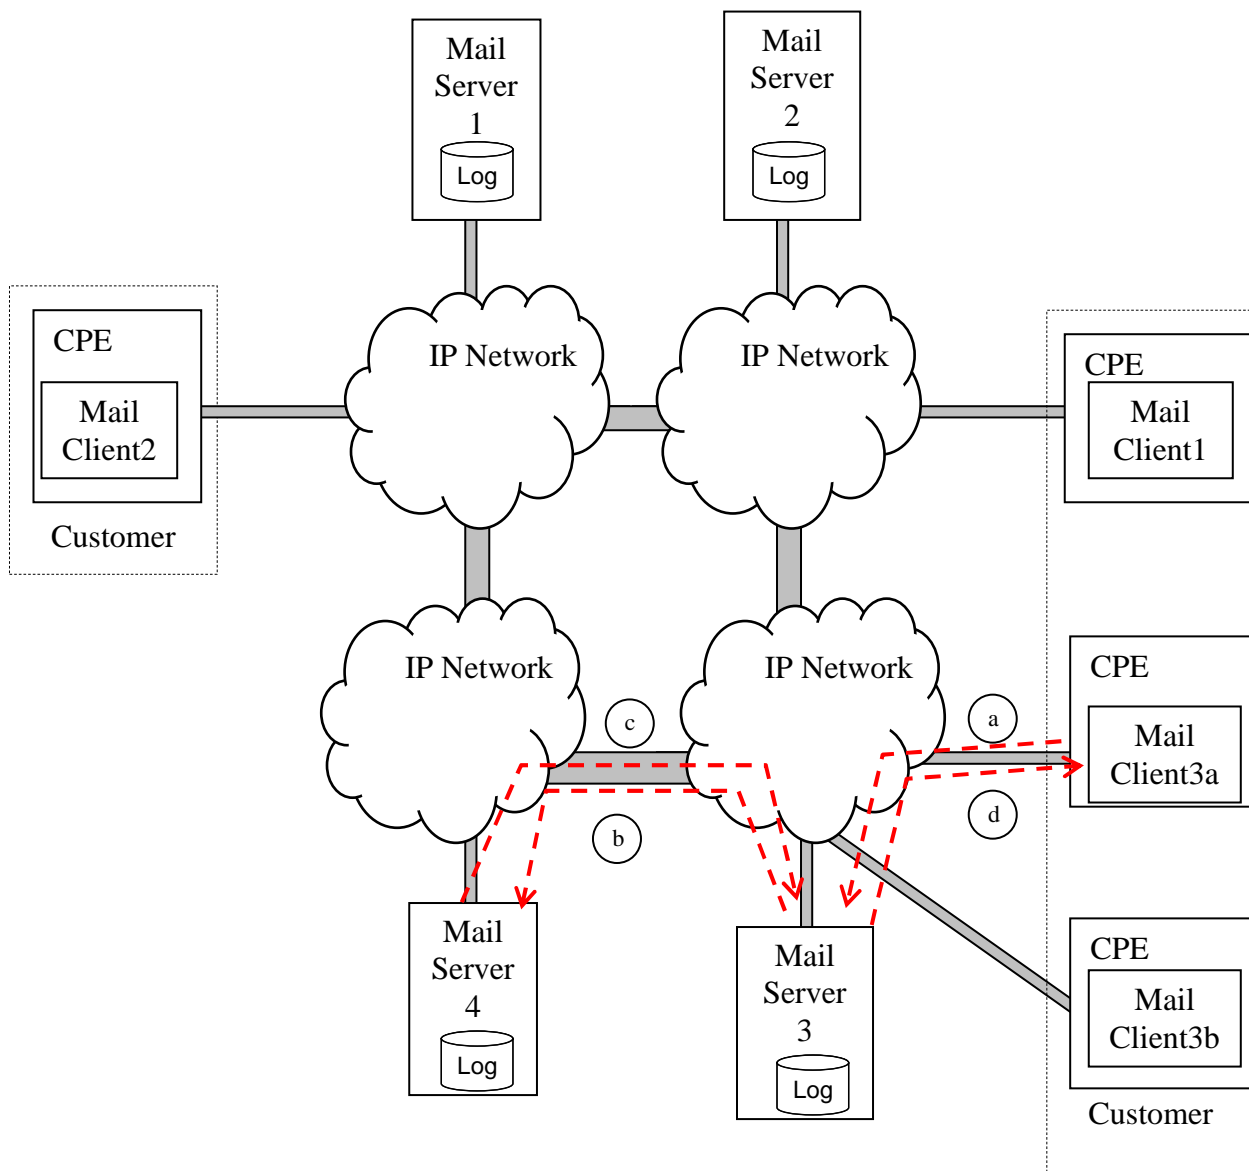 Mail
Server
1
Log
Mail
Server
2
Log
CPE
Mail
Client2
Customer
IP Network
IP Network
CPE
Mail
Client1
IP Network
IP Network
c
b
a
d
CPE
Mail
Client3a
Mail
Server
4
Log
Mail
Server
3
Log
CPE
Mail
Client3b
Customer